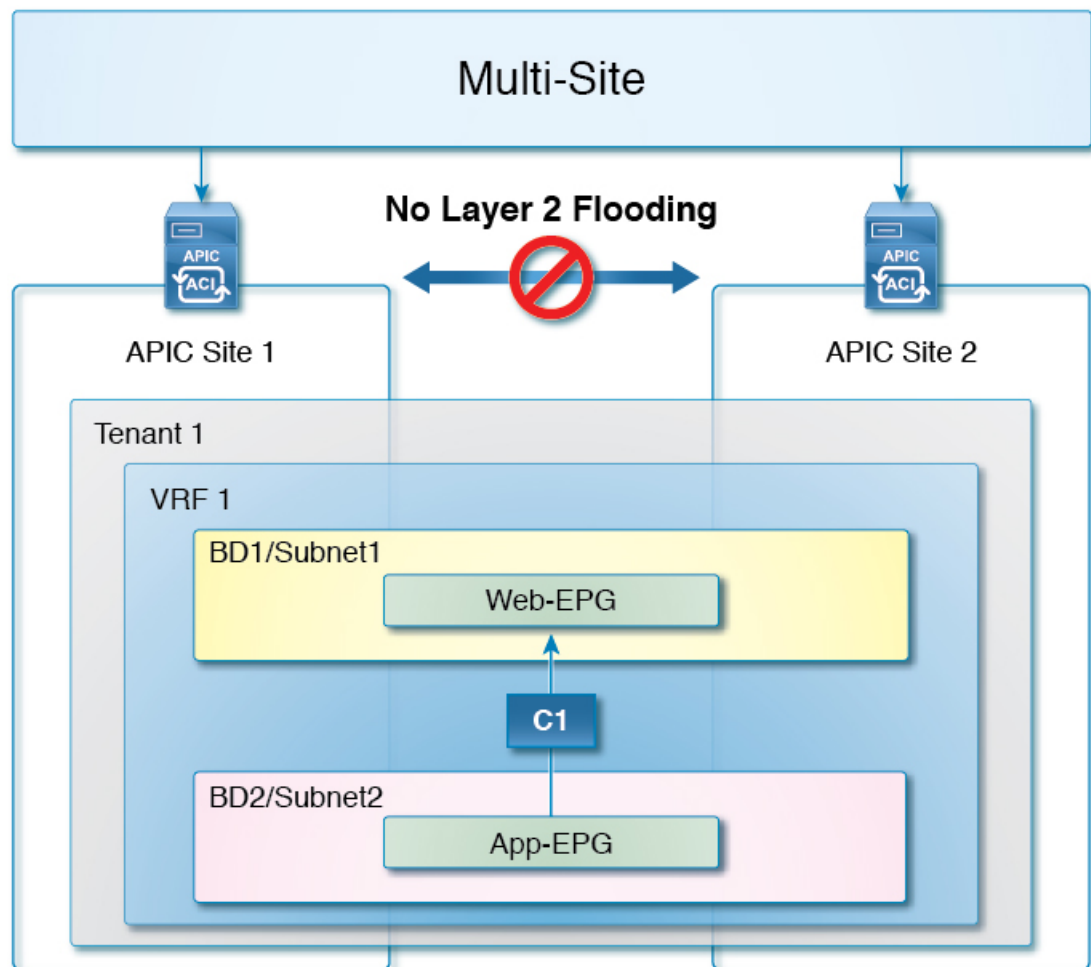 Multi-Site
No Layer 2 Flooding
APIC
ACI
APIC
ACI
APIC Site 1
APIC Site 2
Tenant 1
VRF 1
BD1/Subnet1
Web-EPG
C1
BD2/Subnet2
App-EPG